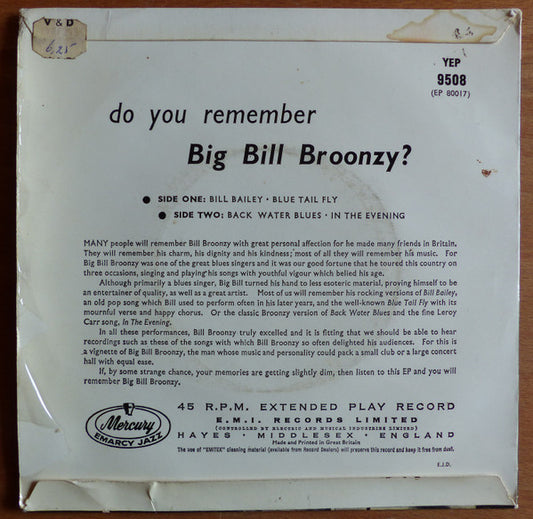 V & D
6,25
YEP
9508
(EP 80017)
do you remember
Big Bill Broonzy?
● SIDE ONE: BILL BAILEY · BLUE TAIL FLY
● SIDE TWO: BACK WATER BLUES · IN THE EVENING
MANY people will remember Bill Broonzy with great personal affection for he made many friends in Britain.
They will remember his charm, his dignity and his kindness; most of all they will remember his music. For
Big Bill Broonzy was one of the great blues singers and it was our good fortune that he toured this country on
three occasions, singing and playing his songs with youthful vigour which belied his age.
Although primarily a blues singer, Big Bill turned his hand to less esoteric material, proving himself to be
an entertainer of quality, as well as a great artist. Most of us will remember his rocking versions of Bill Bailey,
an old pop song which Bill used to perform often in his later years, and the well-known Blue Tail Fly with its
mournful verse and happy chorus. Or the classic Broonzy version of Back Water Blues and the fine Leroy
Carr song, In The Evening.
In all these performances, Bill Broonzy truly excelled and it is fitting that we should be able to hear
recordings such as these of the songs with which Bill Broonzy so often delighted his audiences. For this is
a vignette of Big Bill Broonzy, the man whose music and personality could pack a small club or a large concert
hall with equal ease.
If, by some strange chance, your memories are getting slightly dim, then listen to this EP and you will
remember Big Bill Broonzy.
Mercury
EMARCY JAZZ
45 R.P.M. EXTENDED PLAY RECORD
E.M.I. RECORDS LIMITED
(CONTROLLED BY ELECTRIC AND MUSICAL INDUSTRIES LIMITED)
HAYES · MIDDLESEX · ENGLAND
Made and Printed in Great Britain
The use of "EMITEX" cleaning material (available from Record Dealers) will preserve this record and keep it free from dust.
E.J.D.